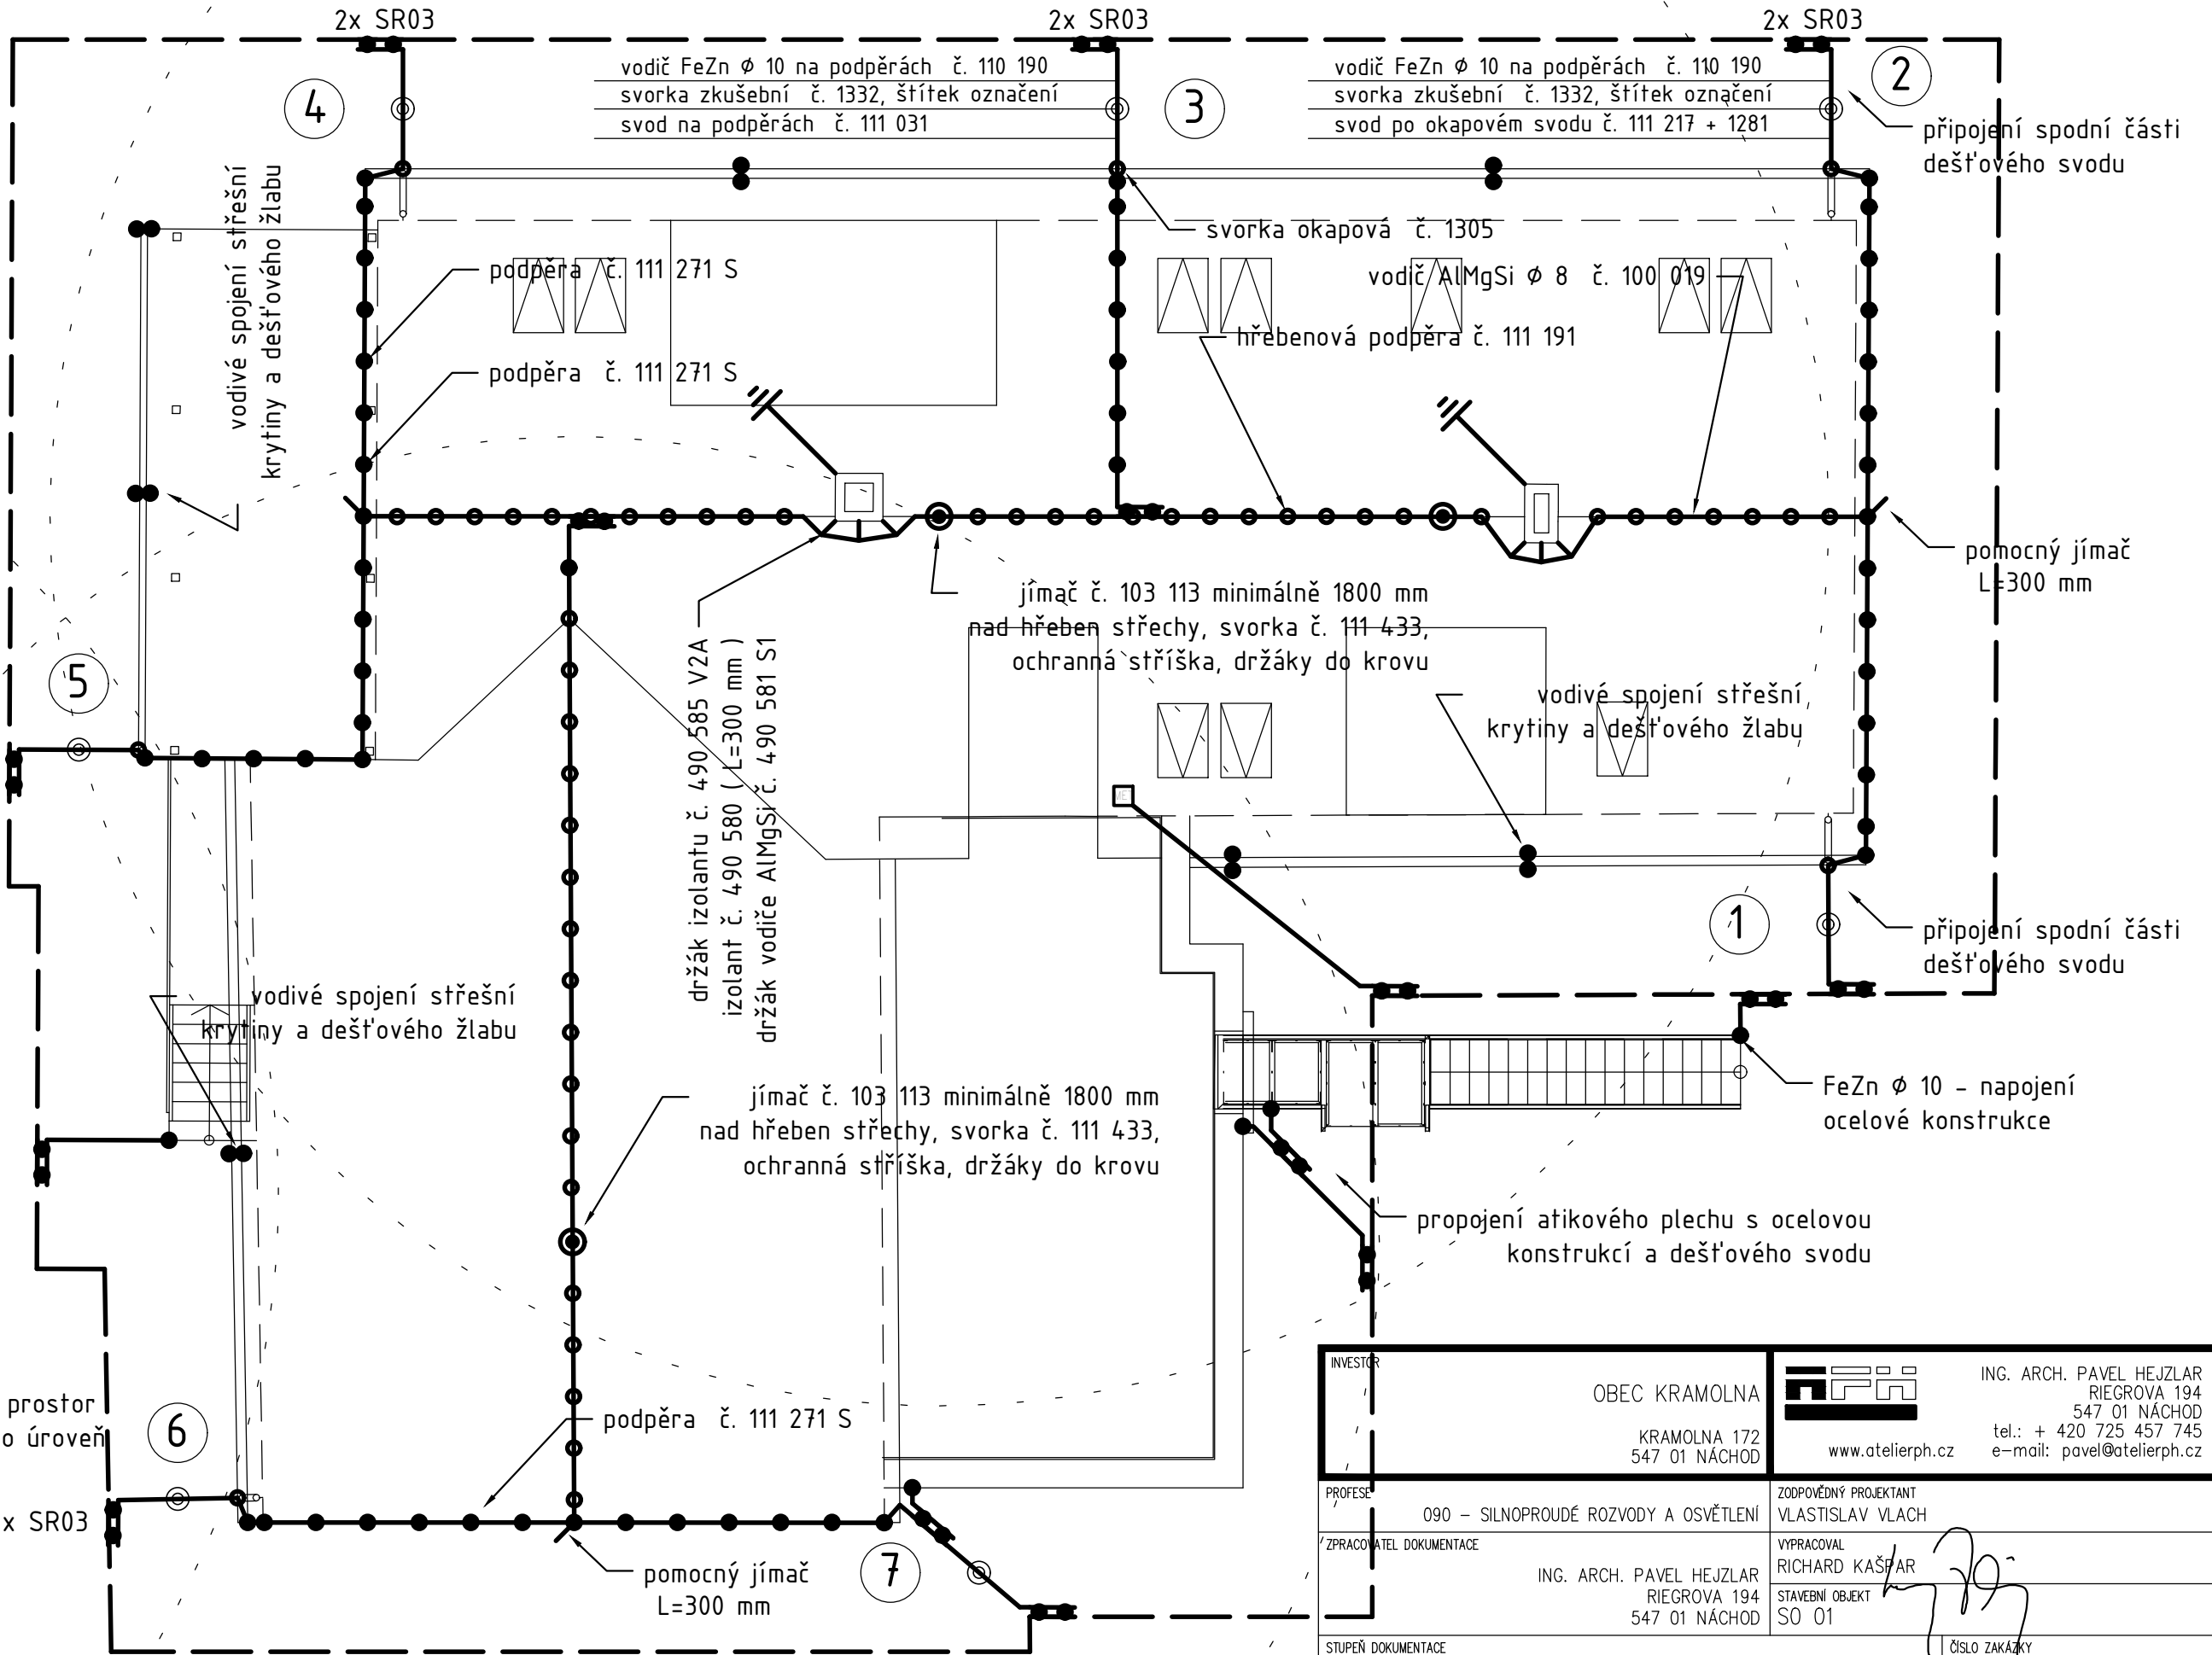 2x SR03
2x SR03
2x SR03
vodič FeZn Ø 10 na podpěrách č. 110 190
svorka zkušební č. 1332, štítek označení
svod na podpěrách č. 111 031
vodič FeZn Ø 10 na podpěrách č. 110 190
svorka zkušební č. 1332, štítek označení
svod po okapovém svodu č. 111 217 + 1281
4
3
2
připojení spodní části
dešťového svodu
vodivé spojení střešní
krytiny a dešťového žlabu
svorka okapová č. 1305
podpěra č. 111 271 S
vodič AlMgSi Ø 8 č. 100 019
hřebenová podpěra č. 111 191
podpěra č. 111 271 S
pomocný jímač
L=300 mm
jímač č. 103 113 minimálně 1800 mm
nad hřeben střechy, svorka č. 111 433,
ochranná stříška, držáky do krovu
5
držák izolantu č. 490 585 V2A
izolant č. 490 580 ( L=300 mm )
držák vodiče AlMgSi č. 490 581 S1
vodivé spojení střešní
krytiny a dešťového žlabu
1
připojení spodní části
dešťového svodu
vodivé spojení střešní
krytiny a dešťového žlabu
jímač č. 103 113 minimálně 1800 mm
nad hřeben střechy, svorka č. 111 433,
ochranná stříška, držáky do krovu
FeZn Ø 10 - napojení
ocelové konstrukce
propojení atikového plechu s ocelovou
konstrukcí a dešťového svodu
prostor
o úroveň
6
podpěra č. 111 271 S
x SR03
pomocný jímač
L=300 mm
7
INVESTOR
OBEC KRAMOLNA
KRAMOLNA 172
547 01 NÁCHOD
ING. ARCH. PAVEL HEJZLAR
RIEGROVA 194
547 01 NÁCHOD
tel.: + 420 725 457 745
www.atelierph.cz
e-mail: pavel@atelierph.cz
PROFESE
090 - SILNOPROUDÉ ROZVODY A OSVĚTLENÍ
ZODPOVĚDNÝ PROJEKTANT
VLASTISLAV VLACH
ZPRACOVATEL DOKUMENTACE
ING. ARCH. PAVEL HEJZLAR
RIEGROVA 194
547 01 NÁCHOD
VYPRACOVAL
RICHARD KAŠPAR
STAVEBNÍ OBJEKT
SO 01
STUPEŇ DOKUMENTACE
ČÍSLO ZAKÁZKY